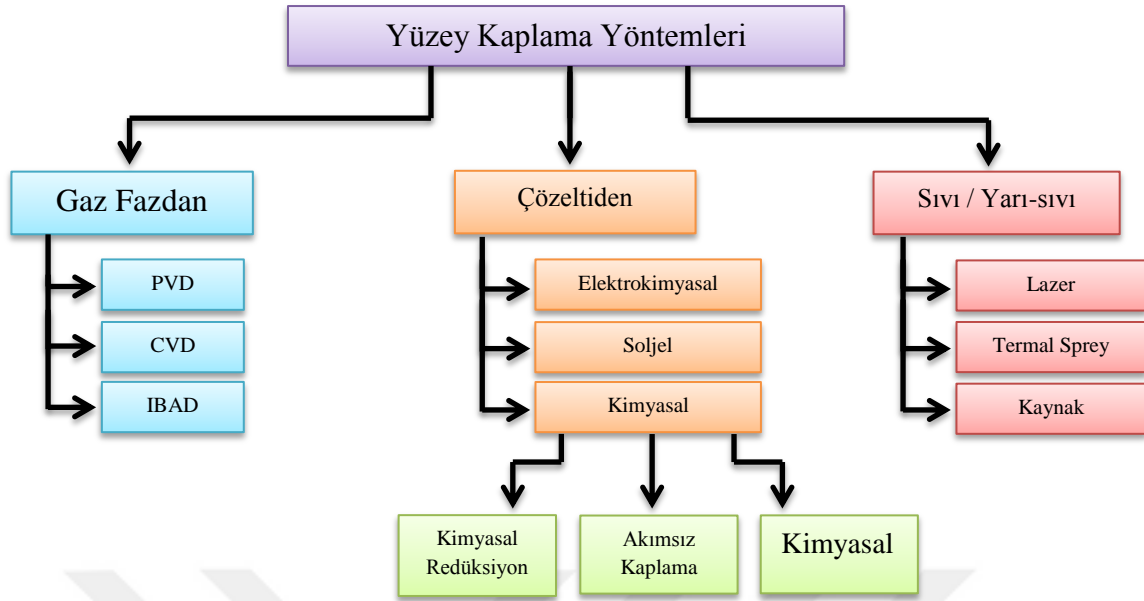 Yüzey Kaplama Yöntemleri
Gaz Fazdan
PVD
CVD
IBAD
Çözeltiden
Elektrokimyasal
Soljel
Kimyasal
Kimyasal
Redüksiyon
Akımsız
Kaplama
Kimyasal
Sıvı / Yarı-sıvı
Lazer
Termal Sprey
Kaynak